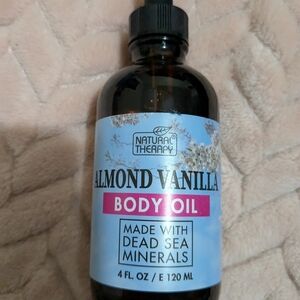 NATURAL
THERAPY
ALMOND VANILLA
BODY OIL
MADE WITH
DEAD SEA
MINERALS
4 FL. OZ / E 120 ML